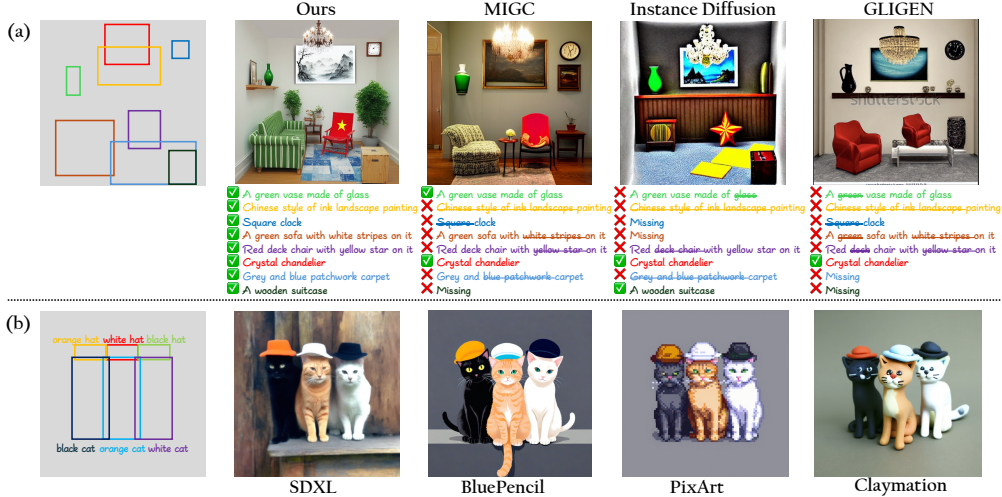 Ours MIGC Instance Diffusion GLIGEN
(a)
shutterstock
A green vase made of glass A green vase made of glass A green vase made of glass A green vase made of glass
Chinese style of ink landscape painting Chinese style of ink landscape painting Chinese style of ink landscape painting Chinese style of ink landscape painting
Square clock Square clock Missing Square clock
A green sofa with white stripes on it A green sofa with white stripes on it Missing A green sofa with white stripes on it
Red deck chair with yellow star on it Red deck chair with yellow star on it Red deck chair with yellow star on it Red deck chair with yellow star on it
Crystal chandelier Crystal chandelier Crystal chandelier Crystal chandelier
Grey and blue patchwork carpet Grey and blue patchwork carpet Grey and blue patchwork carpet Missing
A wooden suitcase Missing A wooden suitcase Missing
(b)
orange hat white hat black hat
black cat orange cat white cat
SDXL BluePencil PixArt Claymation